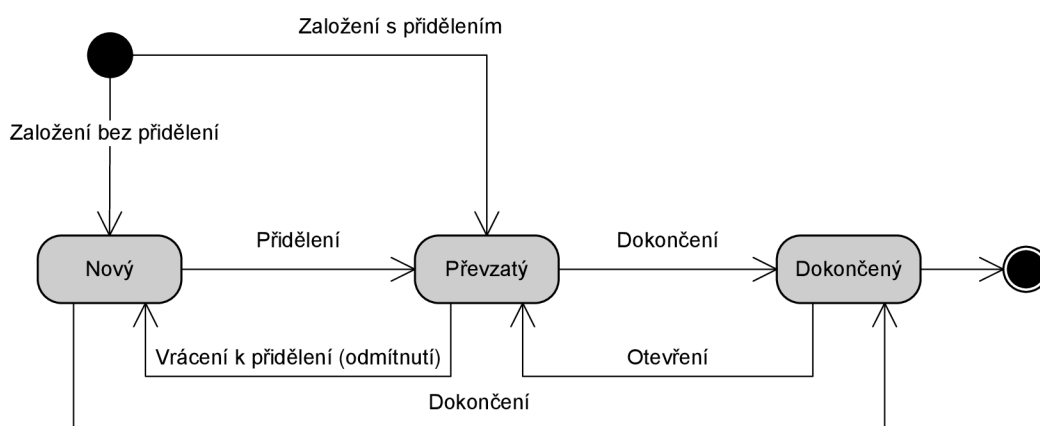 Založení s přidělením
Založení bez přidělení
Přidělení
Dokončení
Nový
Převzatý
Dokončený
Vrácení k přidělení (odmítnutí)
Otevření
Dokončení